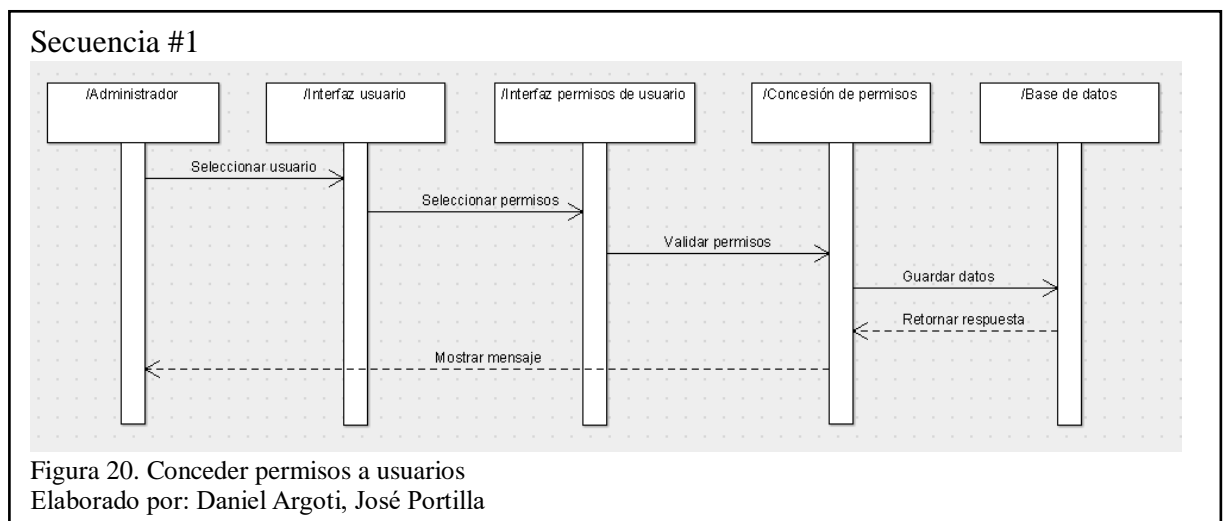 Secuencia #1
/Administrador
/Interfaz usuario
/Interfaz permisos de usuario
/Concesión de permisos
/Base de datos
Seleccionar usuario
Seleccionar permisos
Validar permisos
Guardar datos
Retornar respuesta
Mostrar mensaje
Figura 20. Conceder permisos a usuarios
Elaborado por: Daniel Argoti, José Portilla